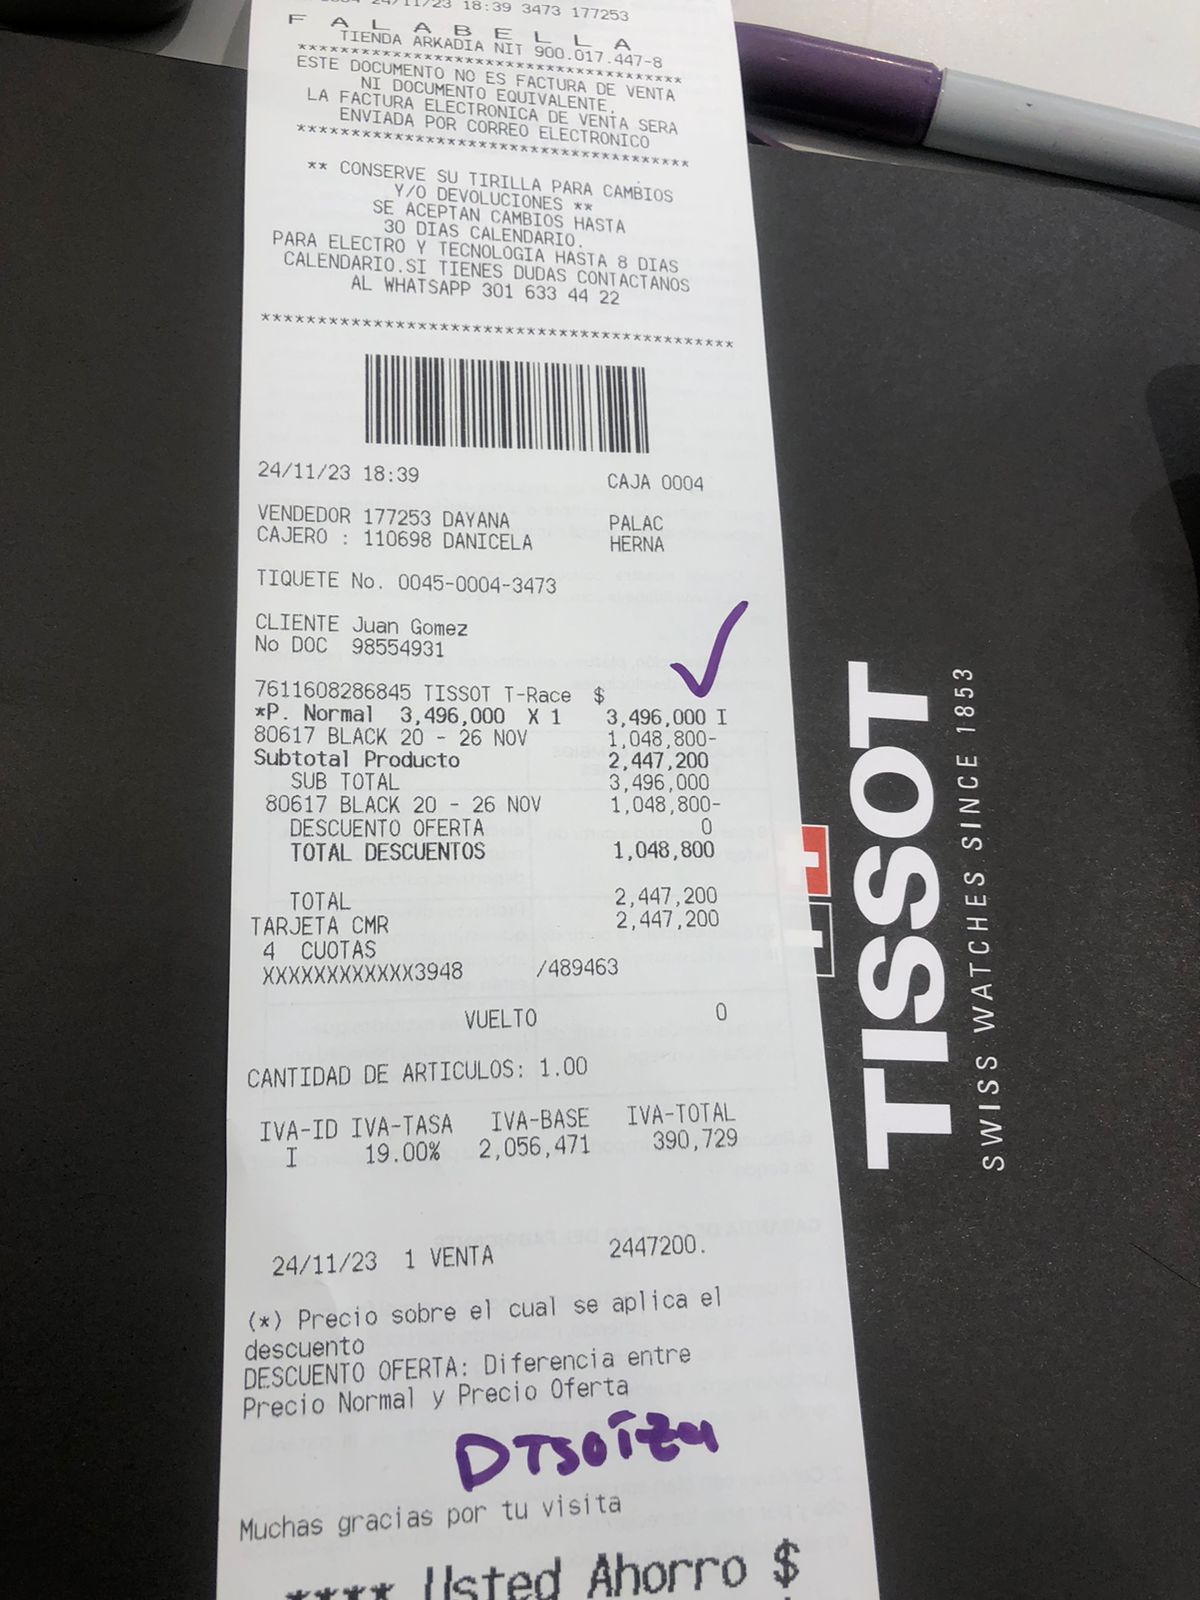 24/11/23 18:39 3473 177253
F A L A B E L L A
TIENDA ARKADIA NIT 900.017.447-8
*************************************
ESTE DOCUMENTO NO ES FACTURA DE VENTA
NI DOCUMENTO EQUIVALENTE.
LA FACTURA ELECTRONICA DE VENTA SERA
ENVIADA POR CORREO ELECTRONICO
*************************************
** CONSERVE SU TIRILLA PARA CAMBIOS
Y/O DEVOLUCIONES **
SE ACEPTAN CAMBIOS HASTA
30 DIAS CALENDARIO.
PARA ELECTRO Y TECNOLOGIA HASTA 8 DIAS
CALENDARIO.SI TIENES DUDAS CONTACTANOS
AL WHATSAPP 301 633 44 22
******************************************
24/11/23 18:39 CAJA 0004
VENDEDOR 177253 DAYANA PALAC
CAJERO : 110698 DANICELA HERNA
TIQUETE No. 0045-0004-3473
CLIENTE Juan Gomez
No DOC 98554931
7611608286845 TISSOT T-Race $
*P. Normal 3,496,000 X 1 3,496,000 I
80617 BLACK 20 - 26 NOV 1,048,800-
Subtotal Producto 2,447,200
SUB TOTAL 3,496,000
80617 BLACK 20 - 26 NOV 1,048,800-
DESCUENTO OFERTA 0
TOTAL DESCUENTOS 1,048,800
TOTAL 2,447,200
TARJETA CMR 2,447,200
4 CUOTAS
XXXXXXXXXXXX3948 /489463
VUELTO 0
CANTIDAD DE ARTICULOS: 1.00
IVA-ID IVA-TASA IVA-BASE IVA-TOTAL
I 19.00% 2,056,471 390,729
24/11/23 1 VENTA 2447200.
(*) Precio sobre el cual se aplica el
descuento
DESCUENTO OFERTA: Diferencia entre
Precio Normal y Precio Oferta
Muchas gracias por tu visita
**** Usted Ahorro $
TISSOT
SWISS WATCHES SINCE 1853